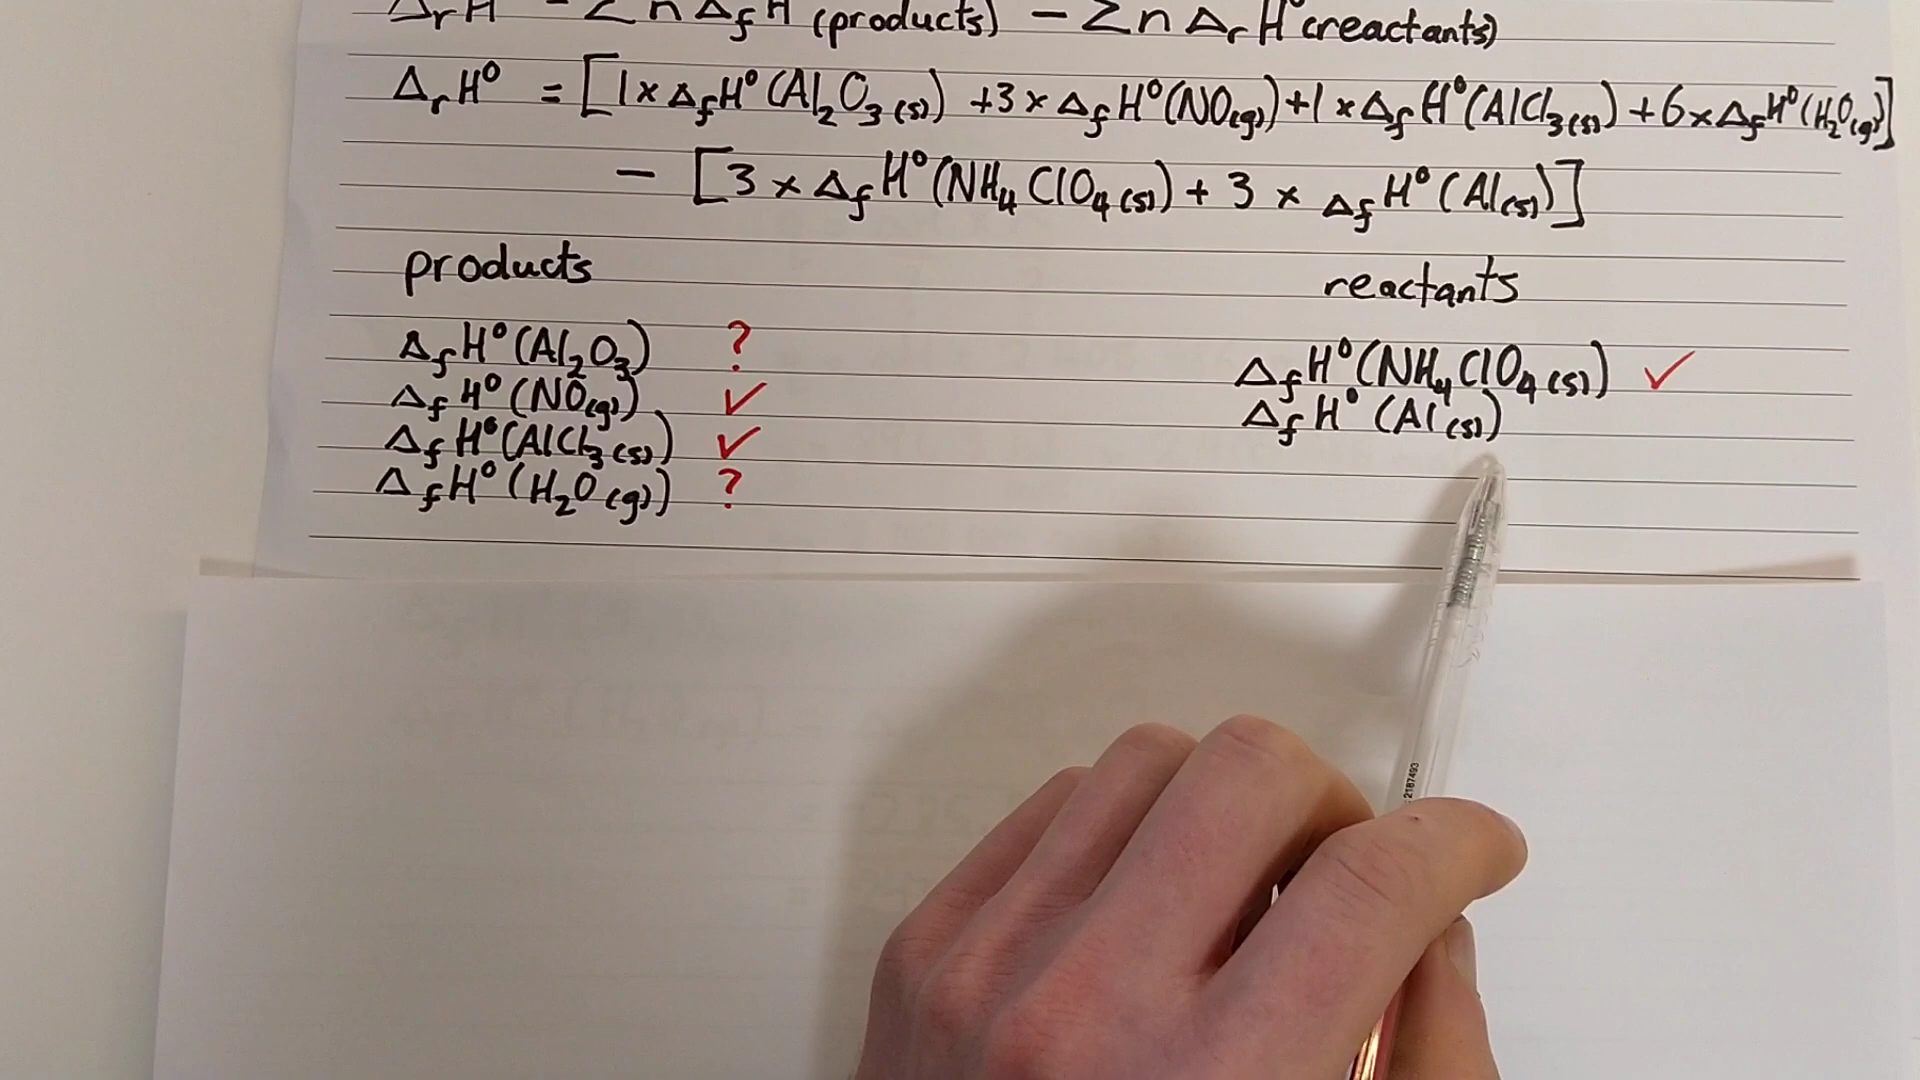 ΔrH = Σ n ΔfH (products) − Σ n ΔrH° (reactants)
ΔrH° = [1 x ΔfH° (Al2O3(s)) + 3 x ΔfH° (NO(g)) + 1 x ΔfH° (AlCl3(s)) + 6 x ΔfH° (H2O(g))]
− [3 x ΔfH° (NH4ClO4(s)) + 3 x ΔfH° (Al(s))]
products
reactants
ΔfH° (Al2O3) ?
ΔfH° (NO(g)) ✓
ΔfH° (AlCl3(s)) ✓
ΔfH° (H2O(g)) ?
ΔfH° (NH4ClO4(s)) ✓
ΔfH° (Al(s))
2187493